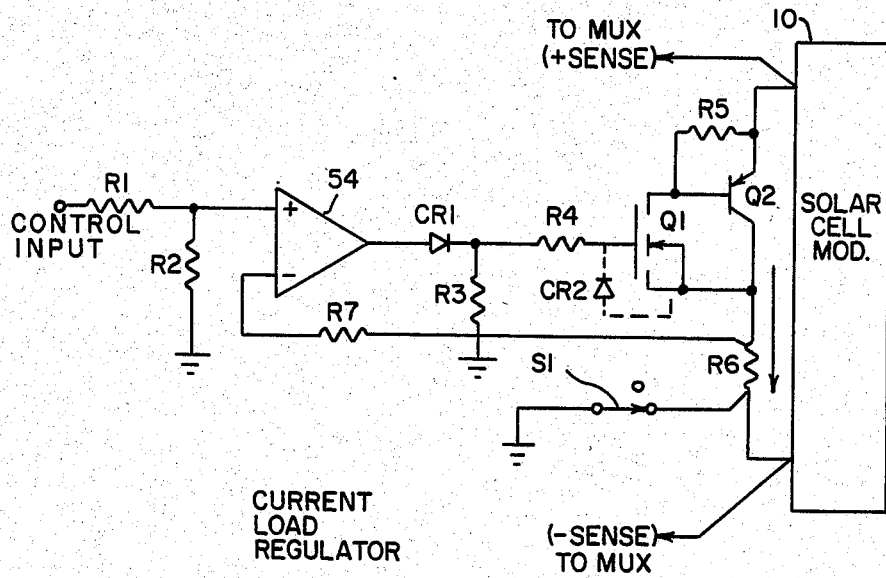 10
TO MUX
(+SENSE)
R5
R1
54
CONTROL
INPUT
CR1
R4
Q1
Q2
SOLAR
CELL
MOD.
R2
+
−
R3
CR2
R7
R6
S1
CURRENT
LOAD
REGULATOR
(-SENSE)
TO MUX